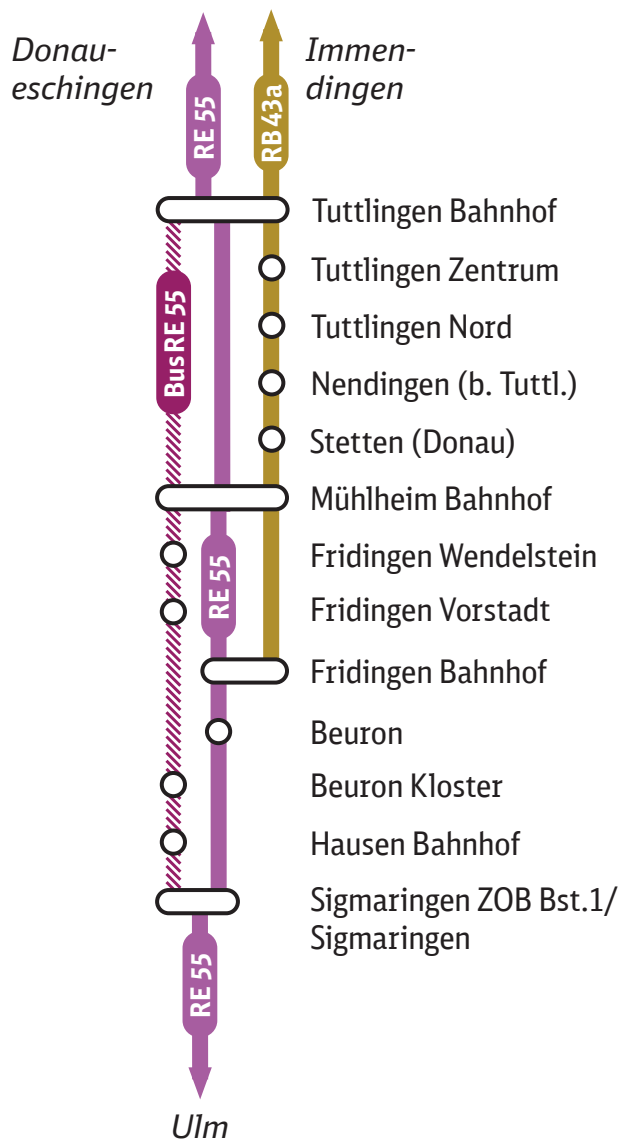 Donau-
eschingen
Immen-
dingen
RE 55
RB 43a
Tuttlingen Bahnhof
Tuttlingen Zentrum
Bus RE 55
Tuttlingen Nord
Nendingen (b. Tuttl.)
Stetten (Donau)
Mühlheim Bahnhof
Fridingen Wendelstein
RE 55
Fridingen Vorstadt
Fridingen Bahnhof
Beuron
Beuron Kloster
Hausen Bahnhof
Sigmaringen ZOB Bst.1/
Sigmaringen
RE 55
Ulm